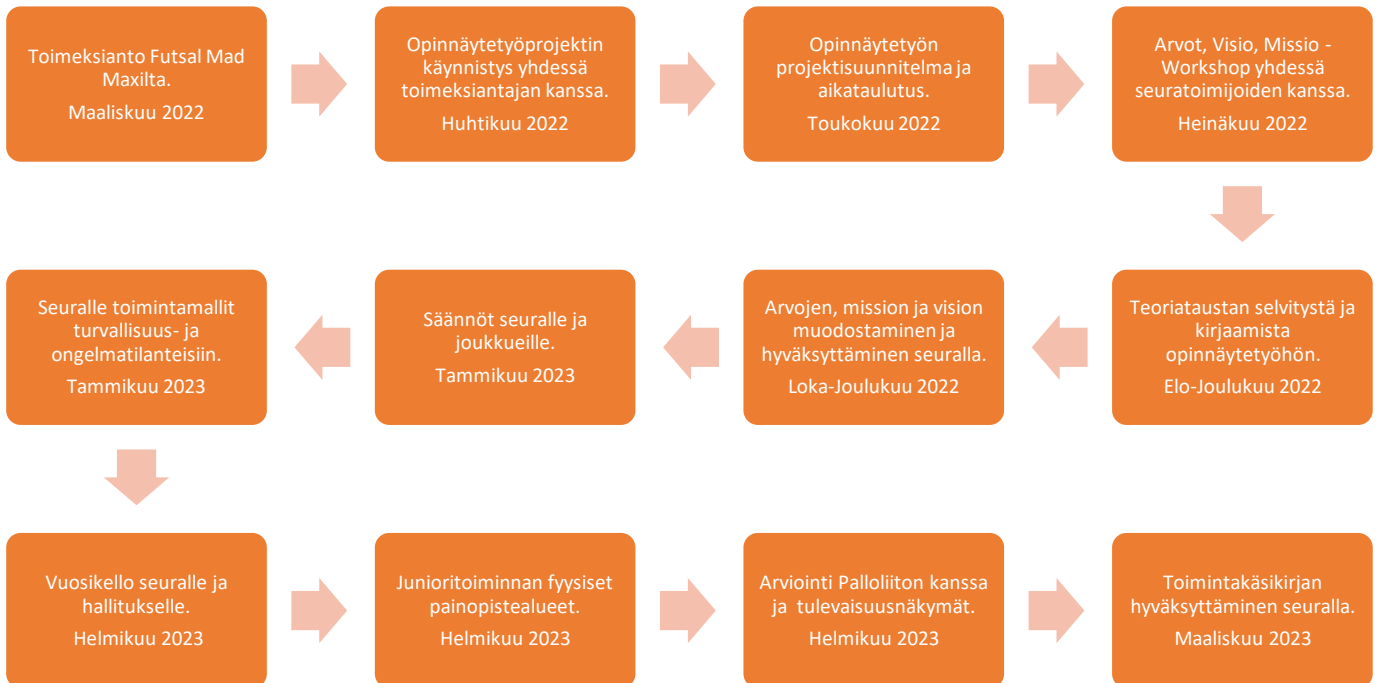 Toimeksianto Futsal Mad
Maxilta.
Maaliskuu 2022
Opinnäytetyöprojektin
käynnistys yhdessä
toimeksiantajan kanssa.
Huhtikuu 2022
Opinnäytetyön
projektisuunnitelma ja
aikataulutus.
Toukokuu 2022
Arvot, Visio, Missio -
Workshop yhdessä
seuratoimijoiden kanssa.
Heinäkuu 2022
Teoriataustan selvitystä ja
kirjaamista
opinnäytetyöhön.
Elo-Joulukuu 2022
Arvojen, mission ja vision
muodostaminen ja
hyväksyttäminen seuralla.
Loka-Joulukuu 2022
Säännöt seuralle ja
joukkueille.
Tammikuu 2023
Seuralle toimintamallit
turvallisuus- ja
ongelmatilanteisiin.
Tammikuu 2023
Vuosikello seuralle ja
hallitukselle.
Helmikuu 2023
Junioritoiminnan fyysiset
painopistealueet.
Helmikuu 2023
Arviointi Palloliiton kanssa
ja tulevaisuusnäkymät.
Helmikuu 2023
Toimintakäsikirjan
hyväksyttäminen seuralla.
Maaliskuu 2023